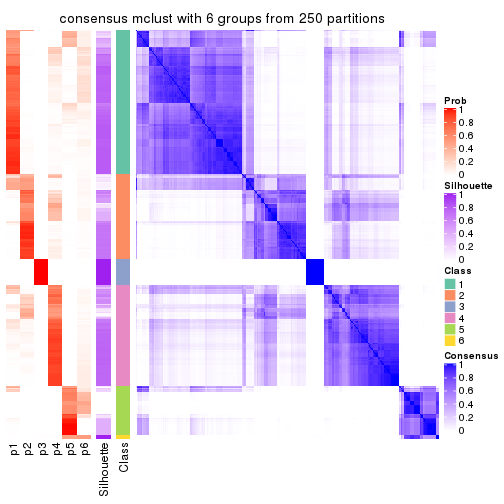 consensus mclust with 6 groups from 250 partitions
Prob
1
0.8
0.6
0.4
0.2
0
Silhouette
1
0.8
0.6
0.4
0.2
0
Class
1
2
3
4
5
6
Consensus
1
0.8
0.6
0.4
0.2
0
p1
p2
p3
p4
p5
p6
Silhouette
Class